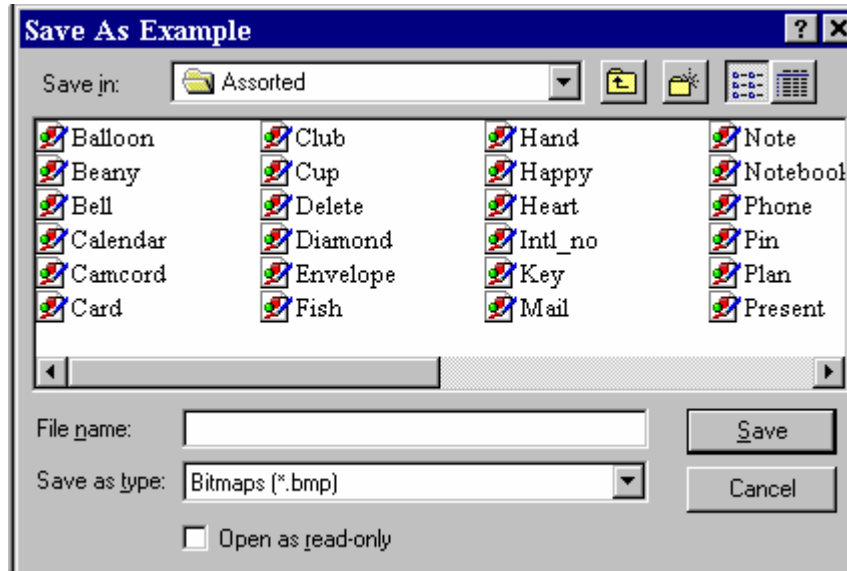 Save As Example
Save in: Assorted
Balloon Club Hand Note
Beany Cup Happy Notebook
Bell Delete Heart Phone
Calendar Diamond Intl_no Pin
Camcord Envelope Key Plan
Card Fish Mail Present
File name: Save
Save as type: Bitmaps (*.bmp) Cancel
Open as read-only